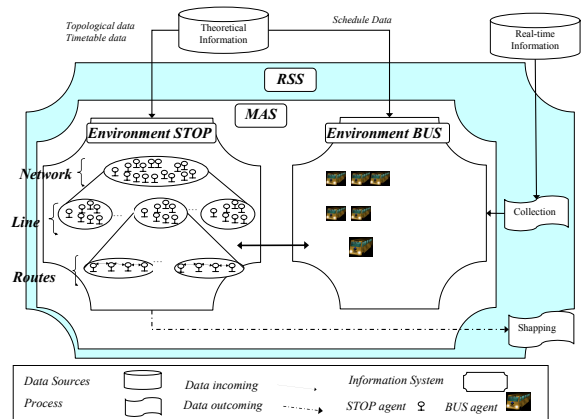 Topological data
Timetable data
Theoretical
Information
Schedule Data
Real-time
Information
RSS
MAS
Environment STOP
Environment BUS
Network
Line
Routes
Collection
Shapping
Data Sources
Data incoming
Information System
Process
Data outcoming
STOP agent
BUS agent